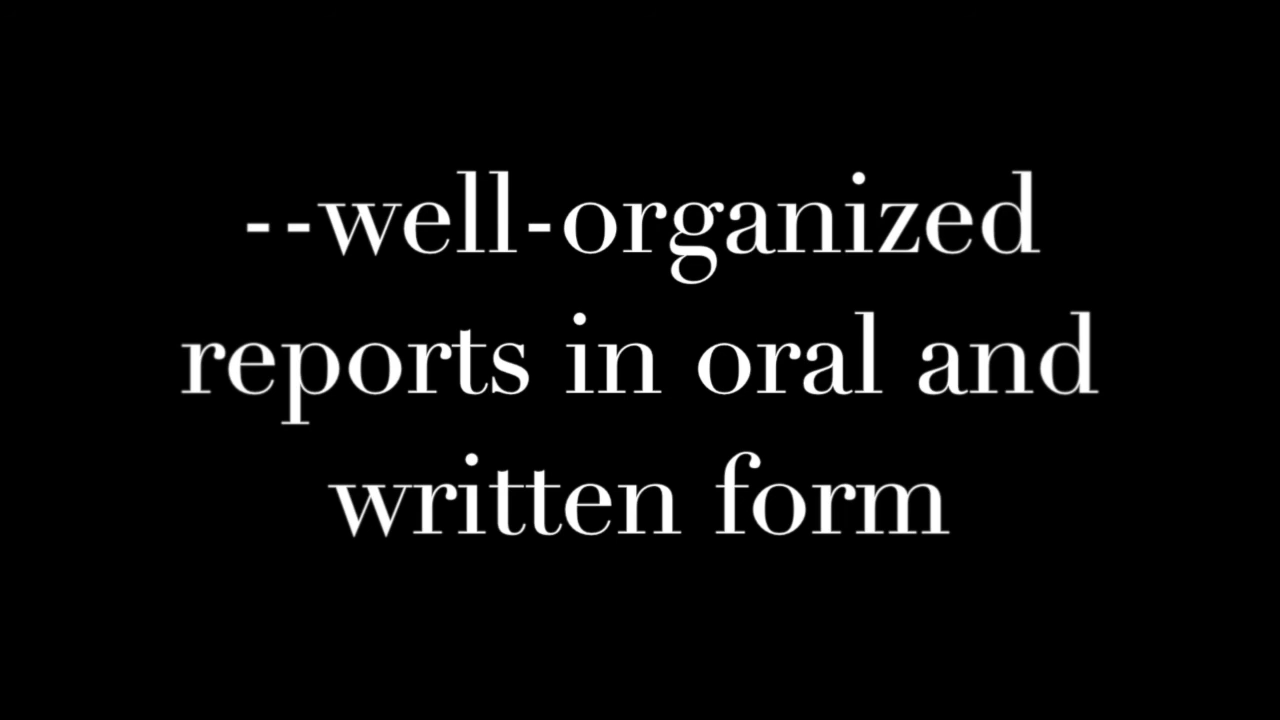 --well-organized
reports in oral and
written form